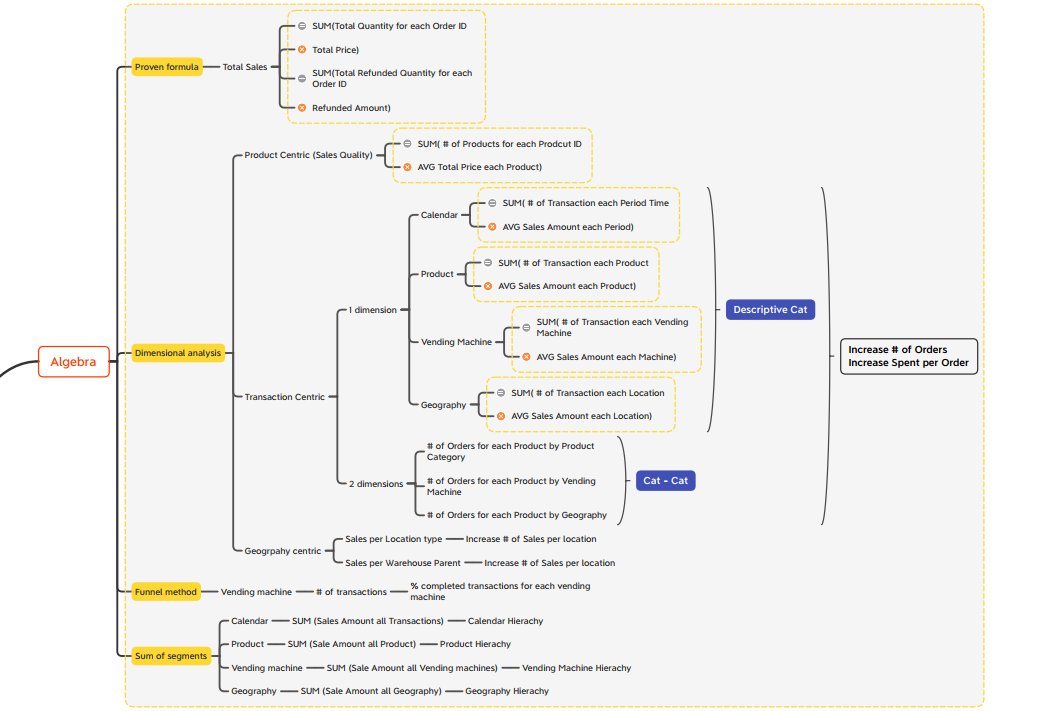 Algebra
Proven formula
Total Sales
SUM(Total Quantity for each Order ID
Total Price)
SUM(Total Refunded Quantity for each
Order ID
Refunded Amount)
Dimensional analysis
Product Centric (Sales Quality)
SUM( # of Products for each Prodcut ID
AVG Total Price each Product)
Transaction Centric
1 dimension
Calendar
SUM( # of Transaction each Period Time
AVG Sales Amount each Period)
Product
SUM( # of Transaction each Product
AVG Sales Amount each Product)
Vending Machine
SUM( # of Transaction each Vending
Machine
AVG Sales Amount each Machine)
Geography
SUM( # of Transaction each Location
AVG Sales Amount each Location)
Descriptive Cat
2 dimensions
# of Orders for each Product by Product
Category
# of Orders for each Product by Vending
Machine
# of Orders for each Product by Geography
Cat - Cat
Increase # of Orders
Increase Spent per Order
Geogrpahy centric
Sales per Location type
Increase # of Sales per location
Sales per Warehouse Parent
Increase # of Sales per location
Funnel method
Vending machine
# of transactions
% completed transactions for each vending
machine
Sum of segments
Calendar
SUM (Sales Amount all Transactions)
Calendar Hierachy
Product
SUM (Sale Amount all Product)
Product Hierachy
Vending machine
SUM (Sale Amount all Vending machines)
Vending Machine Hierachy
Geography
SUM (Sale Amount all Geography)
Geography Hierachy